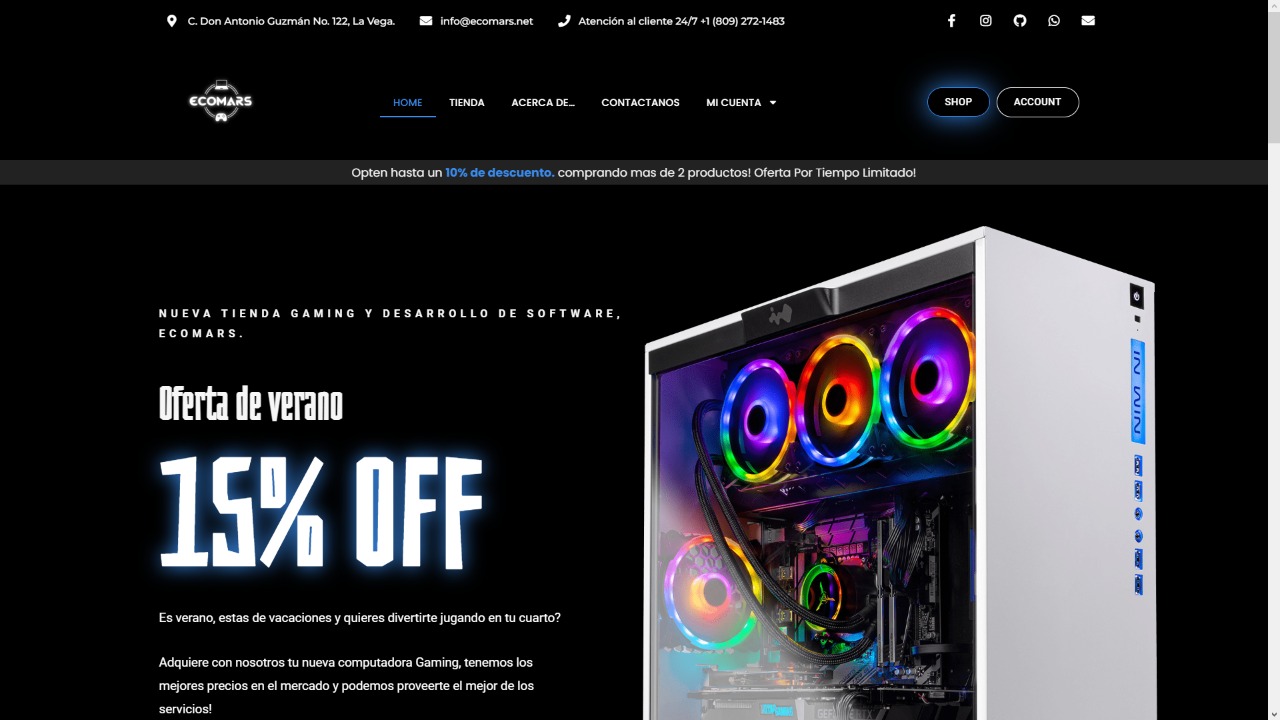 C. Don Antonio Guzmán No. 122, La Vega. info@ecomars.net Atención al cliente 24/7 +1 (809) 272-1483
ECOMARS
HOME TIENDA ACERCA DE... CONTACTANOS MI CUENTA
SHOP ACCOUNT
Opten hasta un 10% de descuento. comprando mas de 2 productos! Oferta Por Tiempo Limitado!
NUEVA TIENDA GAMING Y DESARROLLO DE SOFTWARE,
ECOMARS.
Oferta de verano
15% OFF
Es verano, estas de vacaciones y quieres divertirte jugando en tu cuarto?
Adquiere con nosotros tu nueva computadora Gaming, tenemos los
mejores precios en el mercado y podemos proveerte el mejor de los
servicios!
IN WIN